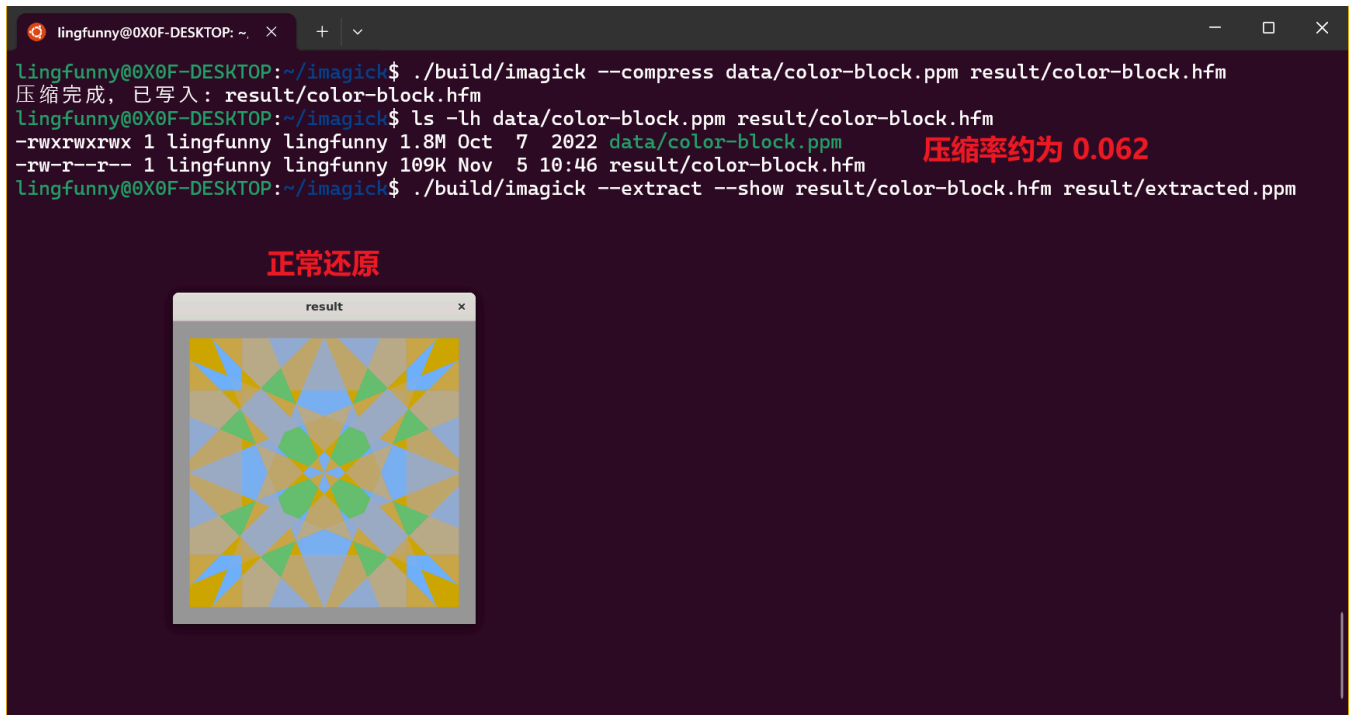 lingfunny@0X0F-DESKTOP: ~,
lingfunny@0X0F-DESKTOP:~/imagick$ ./build/imagick --compress data/color-block.ppm result/color-block.hfm
压缩完成，已写入：result/color-block.hfm
lingfunny@0X0F-DESKTOP:~/imagick$ ls -lh data/color-block.ppm result/color-block.hfm
-rwxrwxrwx 1 lingfunny lingfunny 1.8M Oct  7  2022 data/color-block.ppm
压缩率约为 0.062
-rw-r--r-- 1 lingfunny lingfunny 109K Nov  5 10:46 result/color-block.hfm
lingfunny@0X0F-DESKTOP:~/imagick$ ./build/imagick --extract --show result/color-block.hfm result/extracted.ppm
正常还原
result